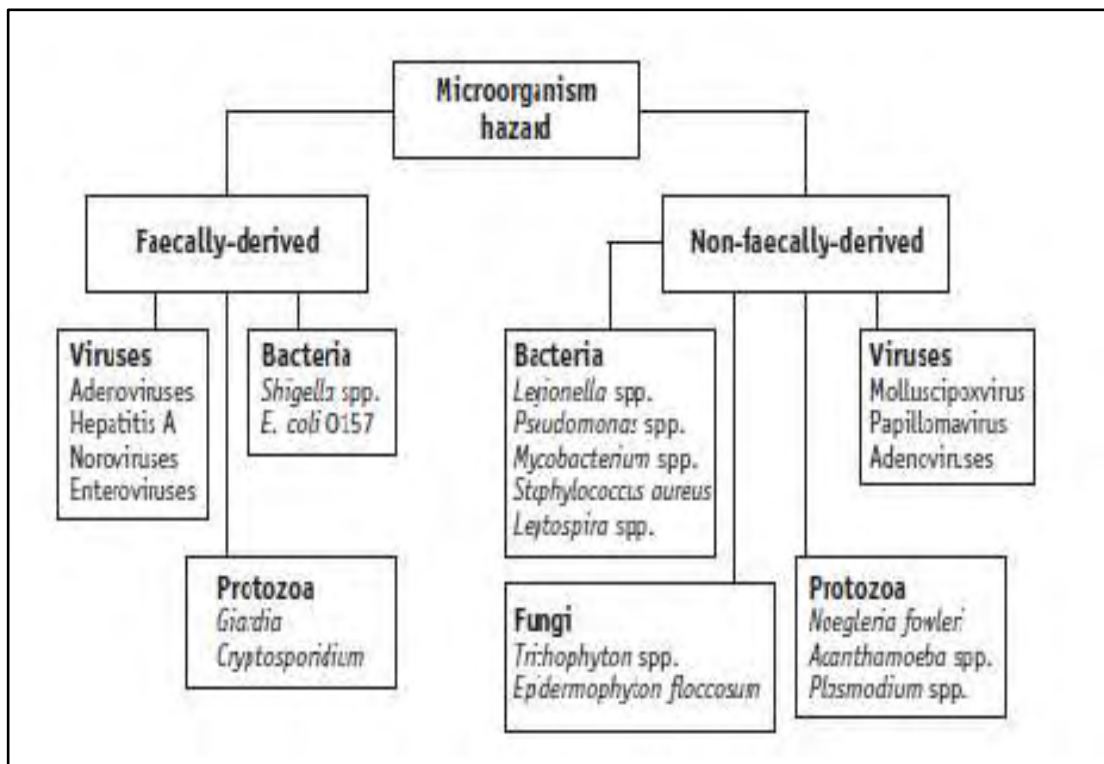 Microorganism
hazard
Faecally-derived
Non-faecally-derived
Viruses
Adenoviruses
Hepatitis A
Noroviruses
Enteroviruses
Bacteria
Shigella spp.
E. coli O157
Protozoa
Giardia
Cryptosporidium
Bacteria
Legionella spp.
Pseudomonas spp.
Mycobacterium spp.
Staphylococcus aureus
Leptospira spp.
Viruses
Molluscipoxvirus
Papillomavirus
Adenoviruses
Fungi
Trichophyton spp.
Epidermophyton floccosum
Protozoa
Naegleria fowleri
Acanthamoeba spp.
Plasmodium spp.